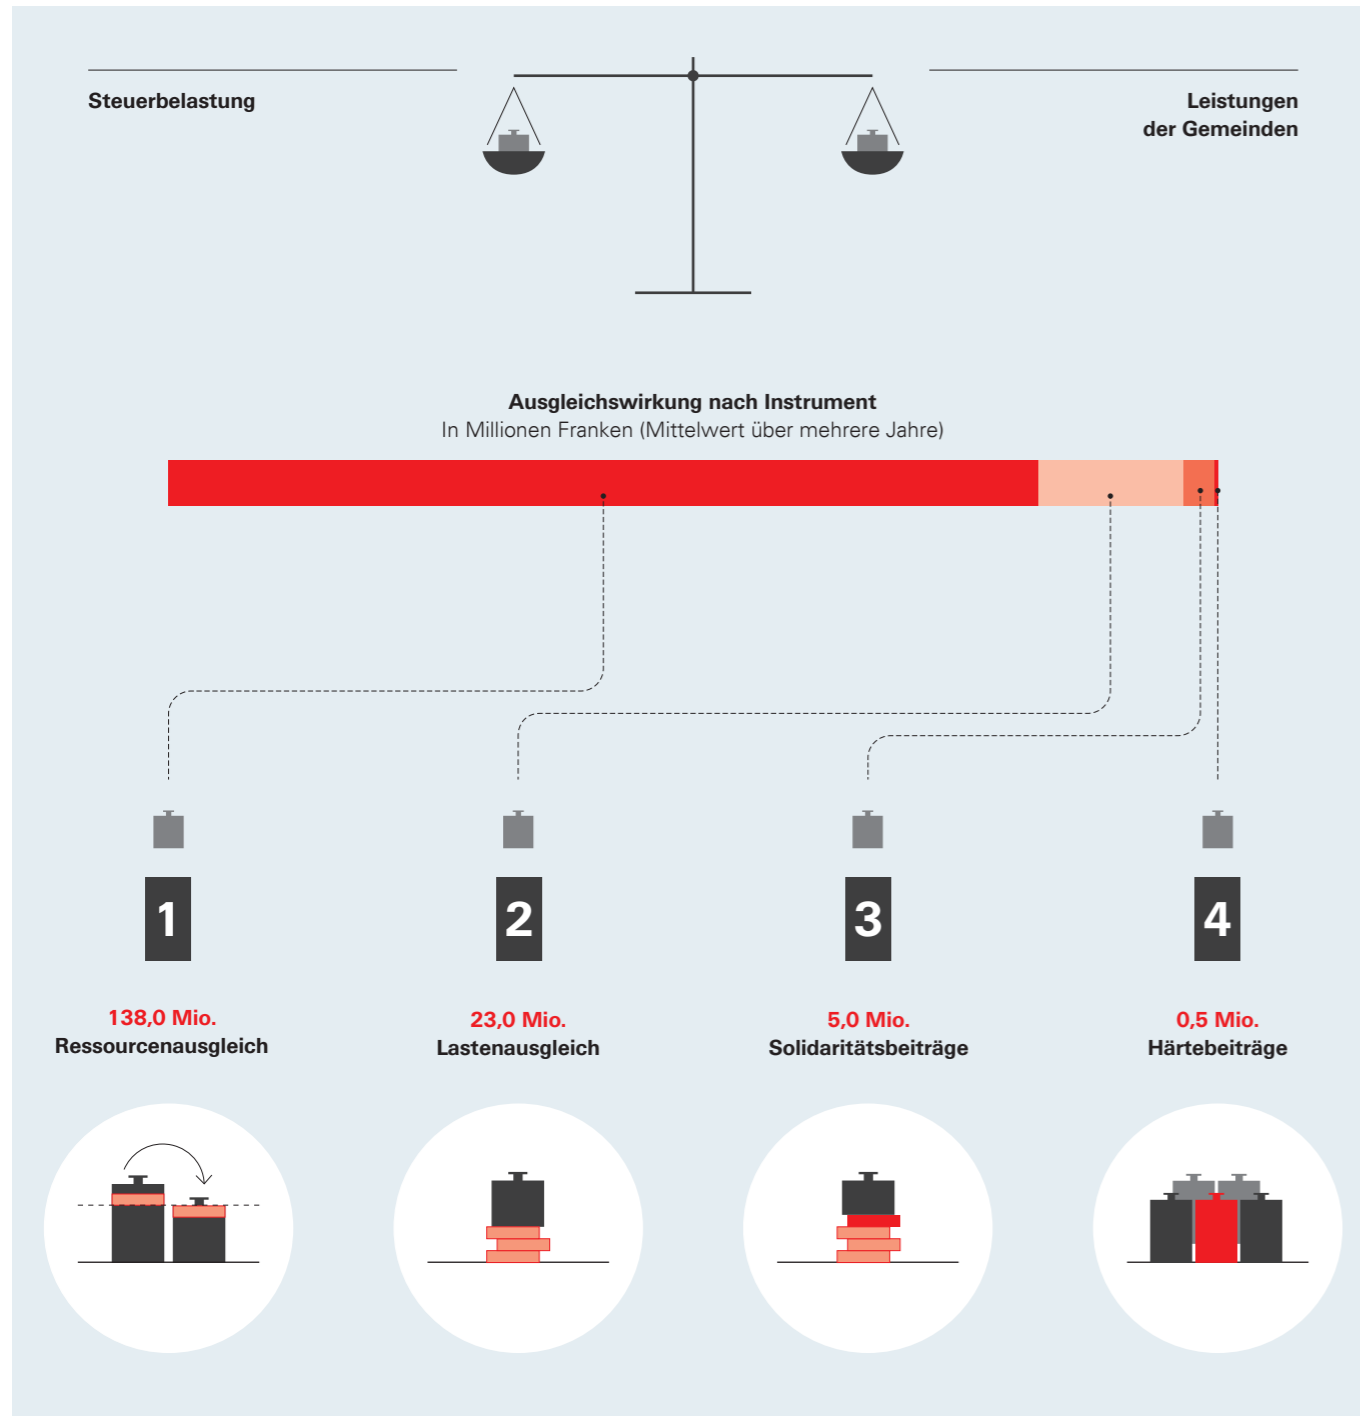 Steuerbelastung
Leistungen
der Gemeinden
Ausgleichswirkung nach Instrument
In Millionen Franken (Mittelwert über mehrere Jahre)
1
2
3
4
138,0 Mio.
Ressourcenausgleich
23,0 Mio.
Lastenausgleich
5,0 Mio.
Solidaritätsbeiträge
0,5 Mio.
Härtebeiträge